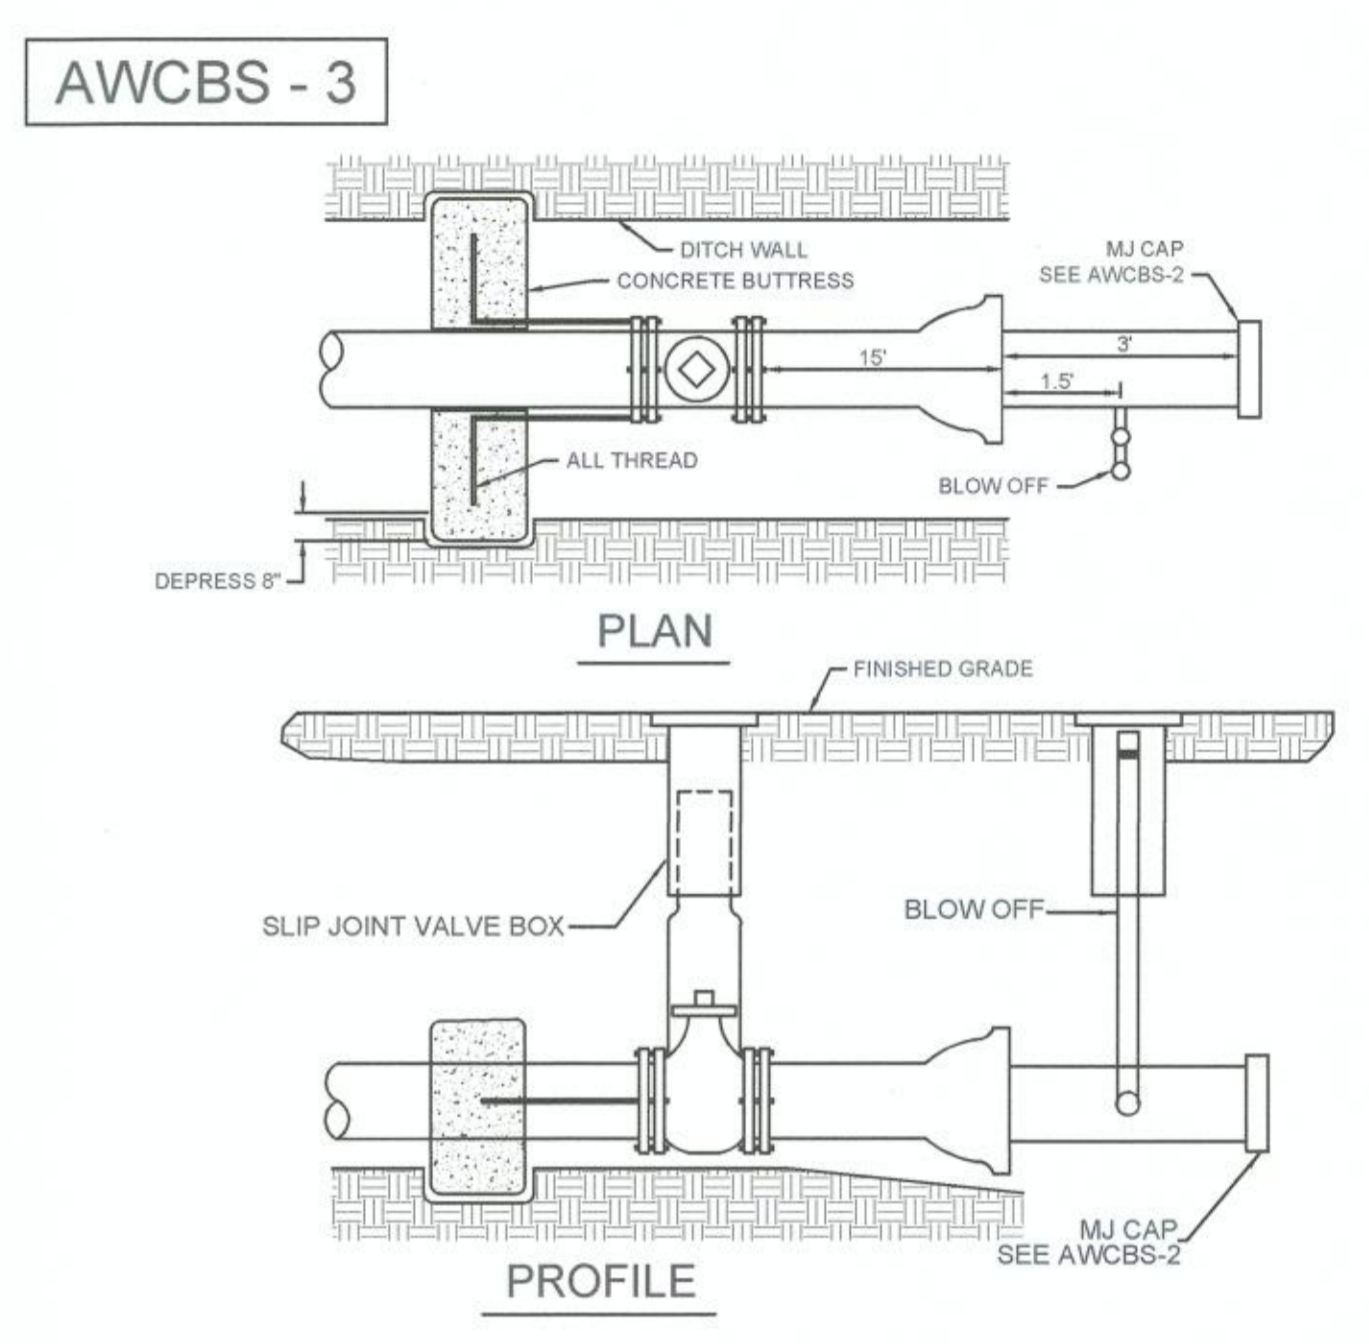 AWCBS - 3
DITCH WALL
CONCRETE BUTTRESS
MJ CAP
SEE AWCBS-2
15'
3'
1.5'
ALL THREAD
BLOW OFF
DEPRESS 8"
PLAN
FINISHED GRADE
SLIP JOINT VALVE BOX
BLOW OFF
MJ CAP
SEE AWCBS-2
PROFILE